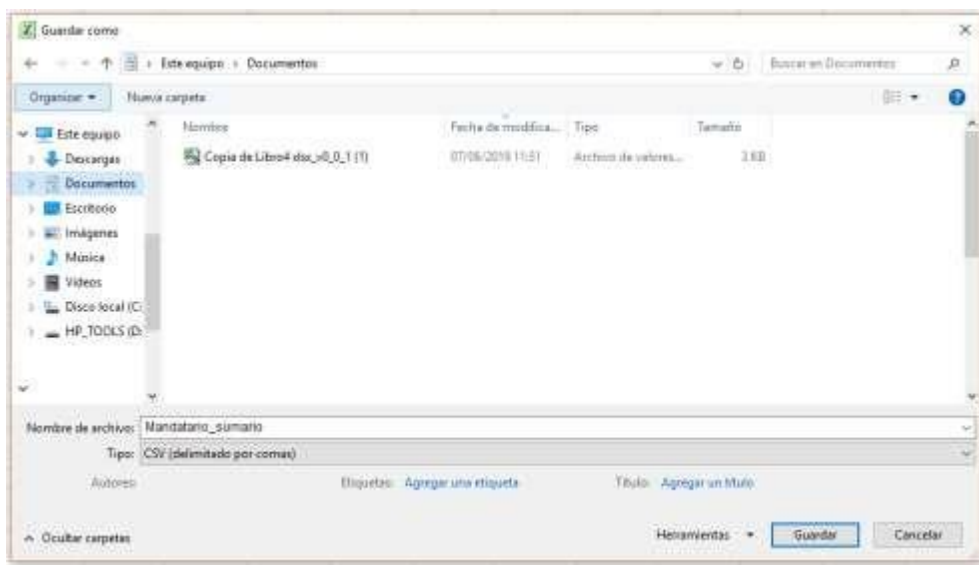 Guardar como
Este equipo › Documentos
Buscar en Documentos
Organizar
Nueva carpeta
Nombre
Fecha de modifica...
Tipo
Tamaño
Este equipo
Descargas
Documentos
Escritorio
Imágenes
Música
Vídeos
Disco local (C:
HP_TOOLS (D:
Copia de Libro4 dsx_v0_0_1 (1)
07/06/2018 11:51
Archivo de valores...
3 KB
Nombre de archivo: Mandatario_sumario
Tipo: CSV (delimitado por comas)
Autores:
Etiquetas: Agregar una etiqueta
Título: Agregar un título
Ocultar carpetas
Herramientas
Guardar
Cancelar